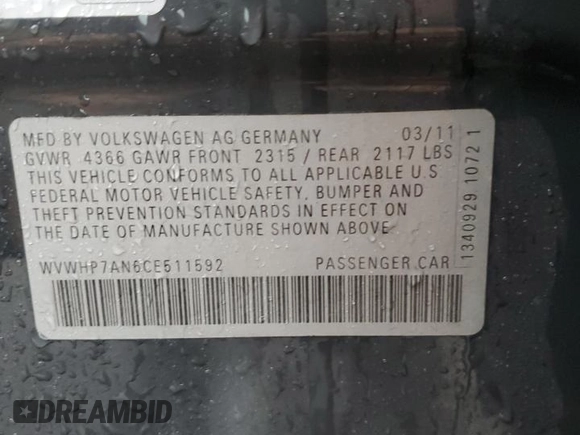 MFD BY VOLKSWAGEN AG GERMANY 03/11
GVWR 4366 GAWR FRONT 2315 / REAR 2117 LBS
THIS VEHICLE CONFORMS TO ALL APPLICABLE U.S
FEDERAL MOTOR VEHICLE SAFETY, BUMPER AND
THEFT PREVENTION STANDARDS IN EFFECT ON
THE DATE OF MANUFACTURE SHOWN ABOVE
WVWHP7AN6CE511592 PASSENGER CAR
1340929 1072 1
DREAMBID